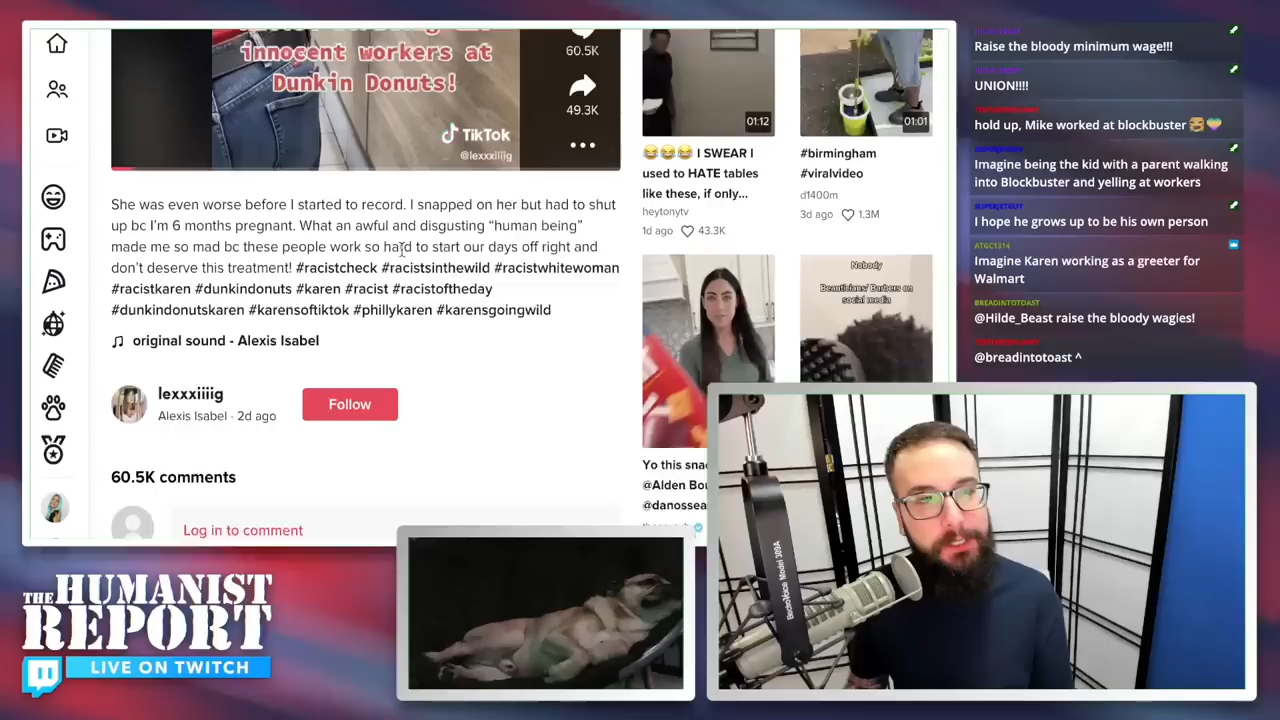 innocent workers at
Dunkin Donuts!
TikTok
@lexxxiiiig
60.5K
49.3K
She was even worse before I started to record. I snapped on her but had to shut
up bc I'm 6 months pregnant. What an awful and disgusting “human being”
made me so mad bc these people work so hard to start our days off right and
don't deserve this treatment! #racistcheck #racistsinthewild #racistwhitewoman
#racistkaren #dunkindonuts #karen #racist #racistoftheday
#dunkindonutskaren #karensoftiktok #phillykaren #karensgoingwild
original sound - Alexis Isabel
lexxxiiiig
Alexis Isabel · 2d ago
Follow
60.5K comments
Log in to comment
01:12
😂😂😂 I SWEAR I
used to HATE tables
like these, if only...
heytonytv
1d ago 43.3K
01:01
#birmingham
#viralvideo
d1400m
3d ago 1.3M
Nobody
Beauticians/ Barbers on
social media
Yo this sna
@Alden Bou
@danossea
Raise the bloody minimum wage!!!
UNION!!!!
hold up, Mike worked at blockbuster
Imagine being the kid with a parent walking
into Blockbuster and yelling at workers
I hope he grows up to be his own person
ATGC1314
Imagine Karen working as a greeter for
Walmart
BREADINTOTOAST
@Hilde_Beast raise the bloody wagies!
@breadintotoast ^
ElectroVoice Model 309A
THE HUMANIST
REPORT
LIVE ON TWITCH